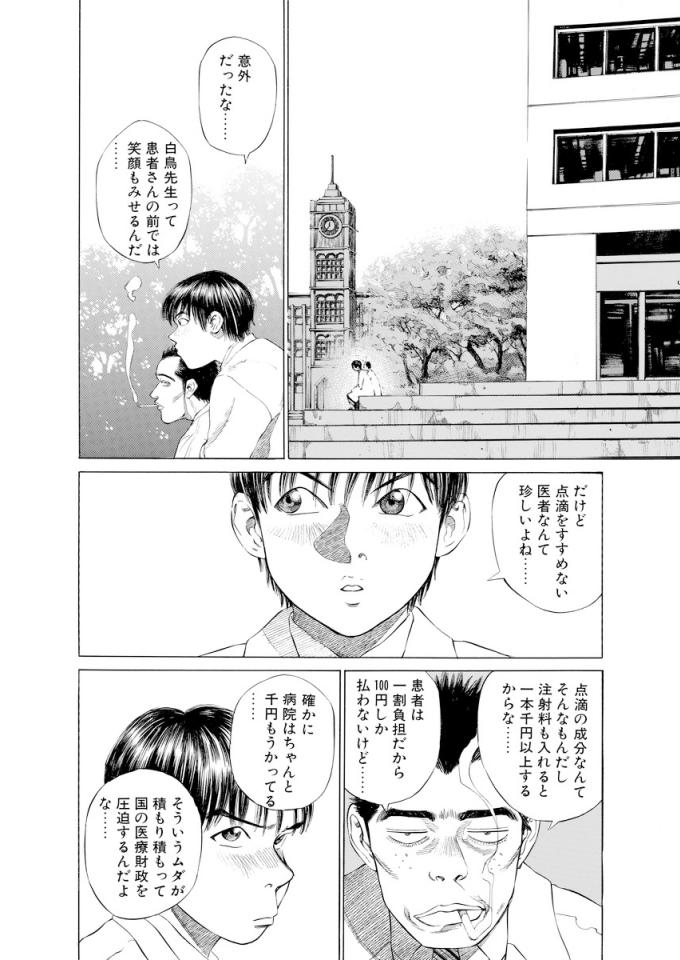 意外
だったな……
白鳥先生って
患者さんの前では
笑顔もみせるんだ
……
だけど
点滴をすすめない
医者なんて
珍しいよね……
点滴の成分なんて
そんなもんだし
注射料も入れると
一本千円以上する
からな……
患者は
一割負担だから
100円しか
払わないけど……
確かに
病院はちゃんと
千円もうかってる
……
そういうムダが
積もり積もって
国の医療財政を
圧迫するんだよ
な……